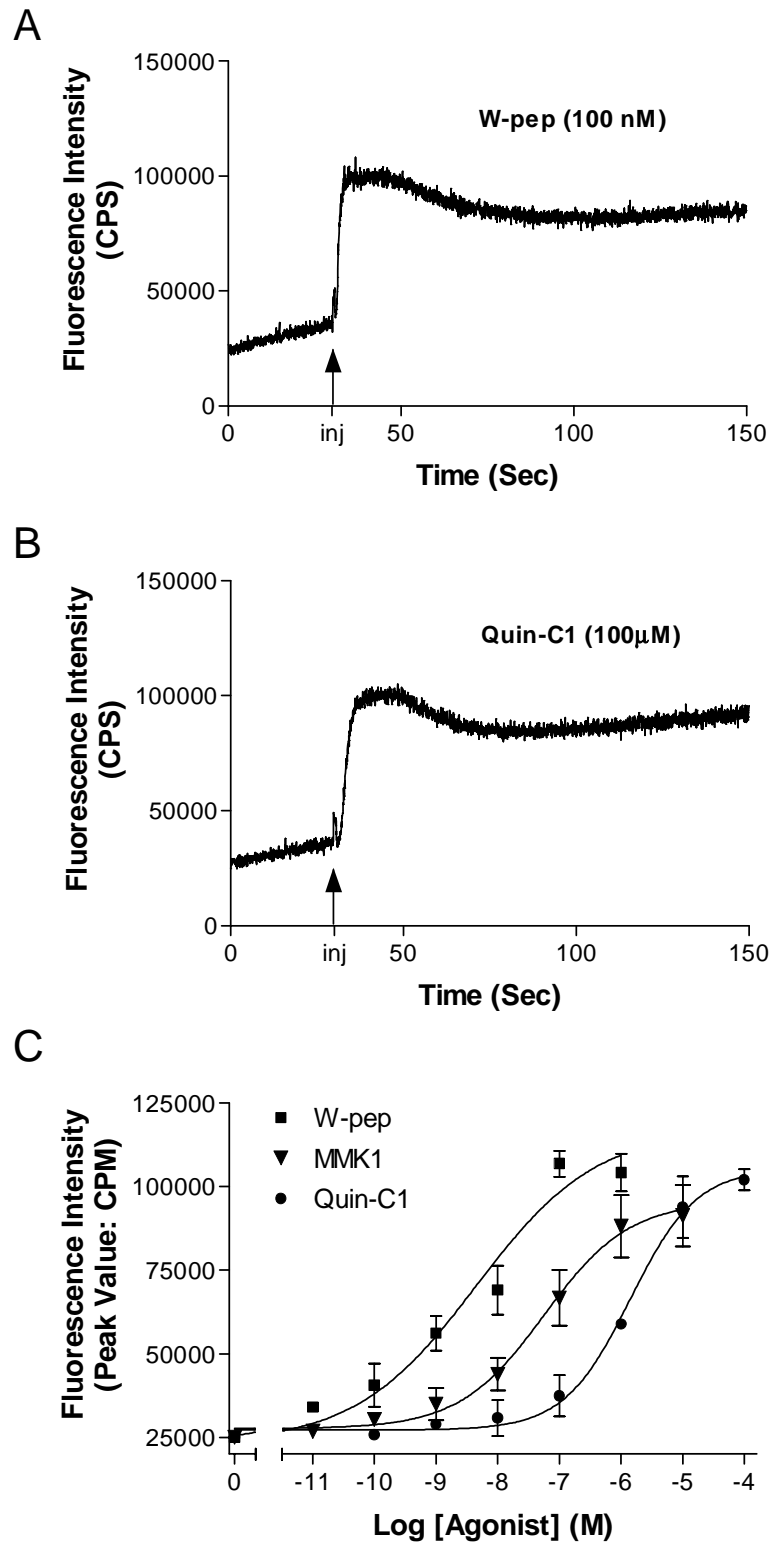 A
150000
100000
50000
0
Fluorescence Intensity
(CPS)
W-pep (100 nM)
0 inj 50 100 150
Time (Sec)
B
150000
100000
50000
0
Fluorescence Intensity
(CPS)
Quin-C1 (100µM)
0 inj 50 100 150
Time (Sec)
C
125000
100000
75000
50000
25000
Fluorescence Intensity
(Peak Value: CPM)
W-pep
MMK1
Quin-C1
0 -11 -10 -9 -8 -7 -6 -5 -4
Log [Agonist] (M)